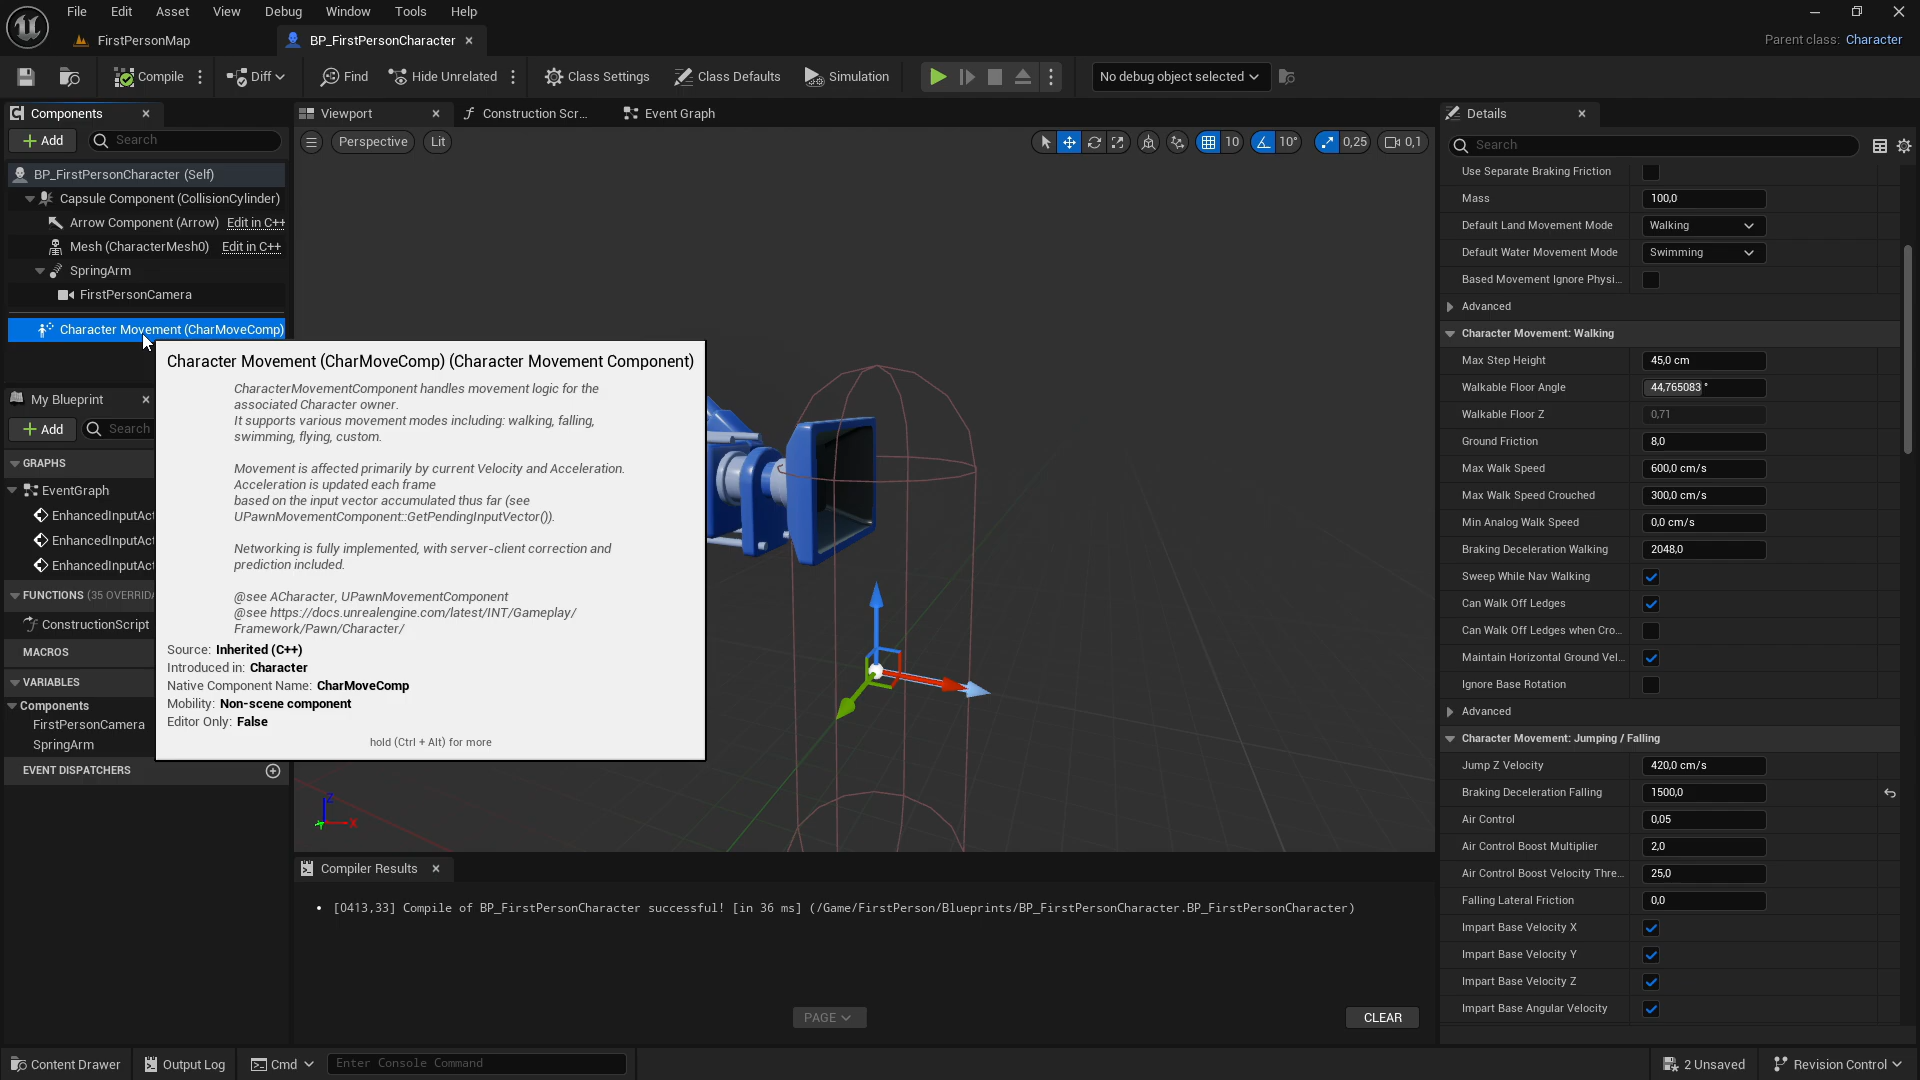 File Edit Asset View Debug Window Tools Help
FirstPersonMap
BP_FirstPersonCharacter
Parent class: Character
Compile
Diff
Find
Hide Unrelated
Class Settings
Class Defaults
Simulation
No debug object selected
Components
Add
Search
BP_FirstPersonCharacter (Self)
Capsule Component (CollisionCylinder)
Arrow Component (Arrow) Edit in C++
Mesh (CharacterMesh0) Edit in C++
SpringArm
FirstPersonCamera
Character Movement (CharMoveComp)
My Blueprint
Add
Search
GRAPHS
EventGraph
EnhancedInputAct
EnhancedInputAct
EnhancedInputAct
FUNCTIONS (35 OVERRIDA
ConstructionScript
MACROS
VARIABLES
Components
FirstPersonCamera
SpringArm
EVENT DISPATCHERS
Viewport
Construction Scr...
Event Graph
Perspective
Lit
10
10°
0,25
0,1
Character Movement (CharMoveComp) (Character Movement Component)
CharacterMovementComponent handles movement logic for the
associated Character owner.
It supports various movement modes including: walking, falling,
swimming, flying, custom.
Movement is affected primarily by current Velocity and Acceleration.
Acceleration is updated each frame
based on the input vector accumulated thus far (see
UPawnMovementComponent::GetPendingInputVector()).
Networking is fully implemented, with server-client correction and
prediction included.
@see ACharacter, UPawnMovementComponent
@see https://docs.unrealengine.com/latest/INT/Gameplay/
Framework/Pawn/Character/
Source: Inherited (C++)
Introduced in: Character
Native Component Name: CharMoveComp
Mobility: Non-scene component
Editor Only: False
hold (Ctrl + Alt) for more
Z
X
Y
Compiler Results
• [0413,33] Compile of BP_FirstPersonCharacter successful! [in 36 ms] (/Game/FirstPerson/Blueprints/BP_FirstPersonCharacter.BP_FirstPersonCharacter)
PAGE
CLEAR
Details
Search
Use Separate Braking Friction
Mass 100,0
Default Land Movement Mode Walking
Default Water Movement Mode Swimming
Based Movement Ignore Physi...
Advanced
Character Movement: Walking
Max Step Height 45,0 cm
Walkable Floor Angle 44,765083 °
Walkable Floor Z 0,71
Ground Friction 8,0
Max Walk Speed 600,0 cm/s
Max Walk Speed Crouched 300,0 cm/s
Min Analog Walk Speed 0,0 cm/s
Braking Deceleration Walking 2048,0
Sweep While Nav Walking
Can Walk Off Ledges
Can Walk Off Ledges when Cro...
Maintain Horizontal Ground Vel...
Ignore Base Rotation
Advanced
Character Movement: Jumping / Falling
Jump Z Velocity 420,0 cm/s
Braking Deceleration Falling 1500,0
Air Control 0,05
Air Control Boost Multiplier 2,0
Air Control Boost Velocity Thre... 25,0
Falling Lateral Friction 0,0
Impart Base Velocity X
Impart Base Velocity Y
Impart Base Velocity Z
Impart Base Angular Velocity
Content Drawer
Output Log
Cmd
Enter Console Command
2 Unsaved
Revision Control